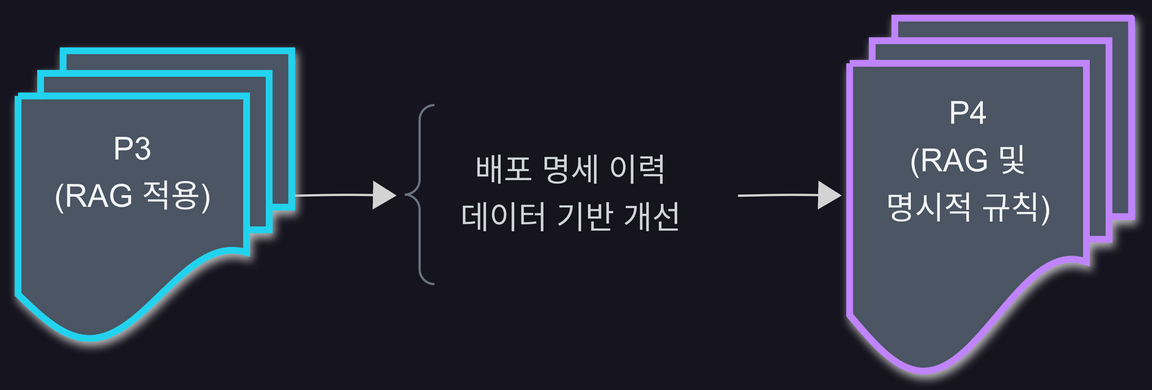 P3
(RAG 적용)
배포 명세 이력
데이터 기반 개선
P4
(RAG 및
명시적 규칙)